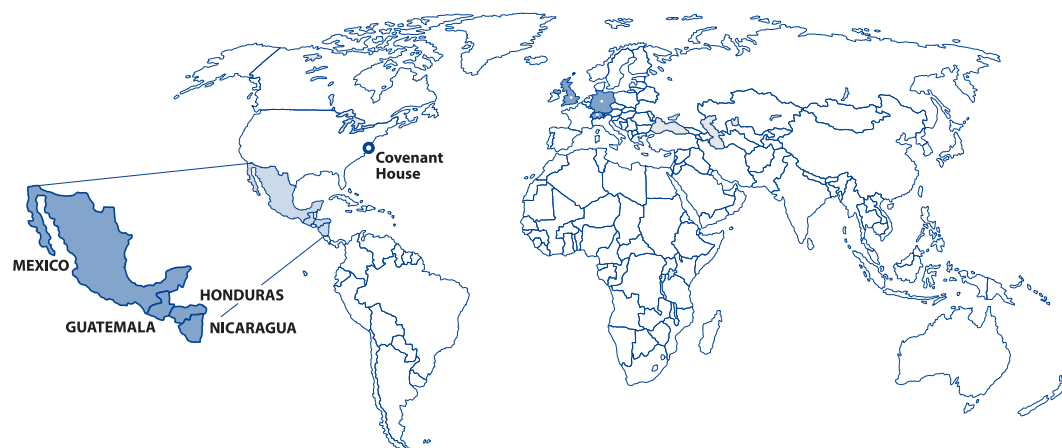 Covenant
House
MEXICO
HONDURAS
GUATEMALA
NICARAGUA